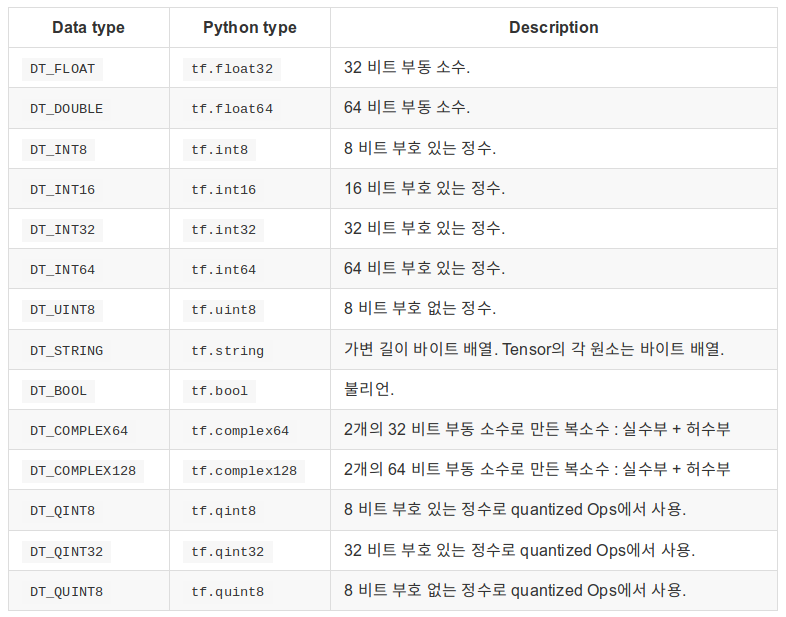 Data type Python type Description
DT_FLOAT tf.float32 32 비트 부동 소수.
DT_DOUBLE tf.float64 64 비트 부동 소수.
DT_INT8 tf.int8 8 비트 부호 있는 정수.
DT_INT16 tf.int16 16 비트 부호 있는 정수.
DT_INT32 tf.int32 32 비트 부호 있는 정수.
DT_INT64 tf.int64 64 비트 부호 있는 정수.
DT_UINT8 tf.uint8 8 비트 부호 없는 정수.
DT_STRING tf.string 가변 길이 바이트 배열. Tensor의 각 원소는 바이트 배열.
DT_BOOL tf.bool 불리언.
DT_COMPLEX64 tf.complex64 2개의 32 비트 부동 소수로 만든 복소수 : 실수부 + 허수부
DT_COMPLEX128 tf.complex128 2개의 64 비트 부동 소수로 만든 복소수 : 실수부 + 허수부
DT_QINT8 tf.qint8 8 비트 부호 있는 정수로 quantized Ops에서 사용.
DT_QINT32 tf.qint32 32 비트 부호 있는 정수로 quantized Ops에서 사용.
DT_QUINT8 tf.quint8 8 비트 부호 없는 정수로 quantized Ops에서 사용.